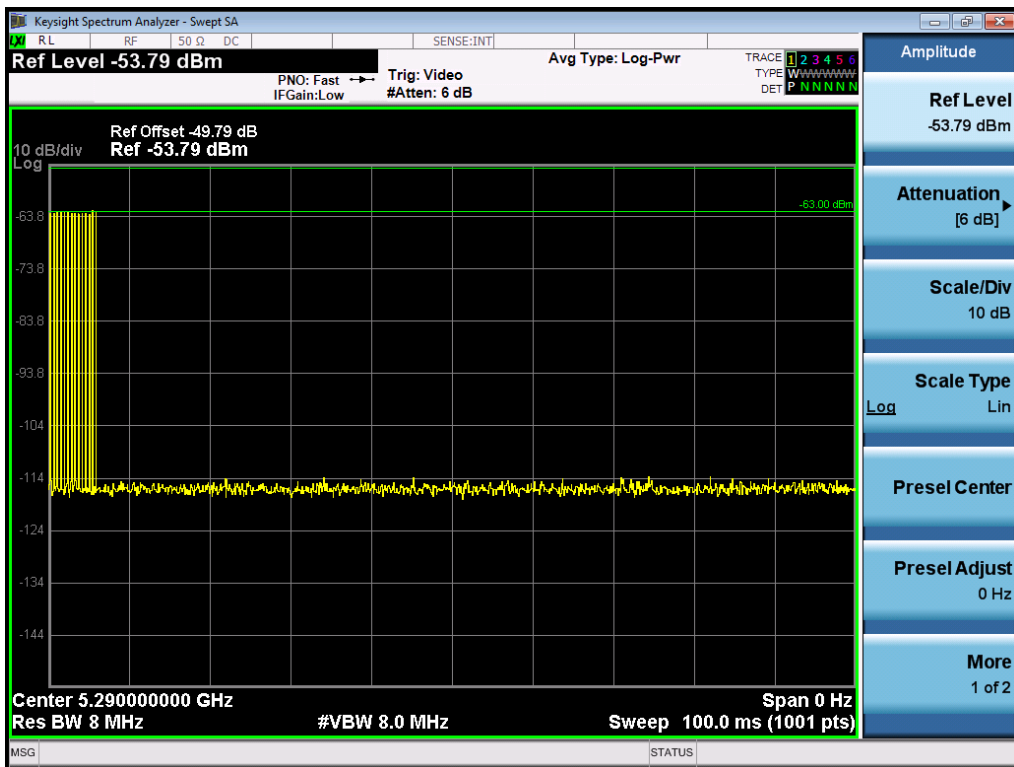 Keysight Spectrum Analyzer - Swept SA
LXI RL RF 50 Ω DC SENSE:INT
Ref Level -53.79 dBm
PNO: Fast
IFGain:Low
Trig: Video
#Atten: 6 dB
Avg Type: Log-Pwr
TRACE 1 2 3 4 5 6
TYPE WWWWWW
DET P N N N N N
Ref Offset -49.79 dB
10 dB/div Ref -53.79 dBm
Log
-63.00 dBm
-63.8
-73.8
-83.8
-93.8
-104
-114
-124
-134
-144
Center 5.290000000 GHz Span 0 Hz
Res BW 8 MHz #VBW 8.0 MHz Sweep 100.0 ms (1001 pts)
MSG STATUS
Amplitude
Ref Level
-53.79 dBm
Attenuation
[6 dB]
Scale/Div
10 dB
Scale Type
Log Lin
Presel Center
Presel Adjust
0 Hz
More
1 of 2